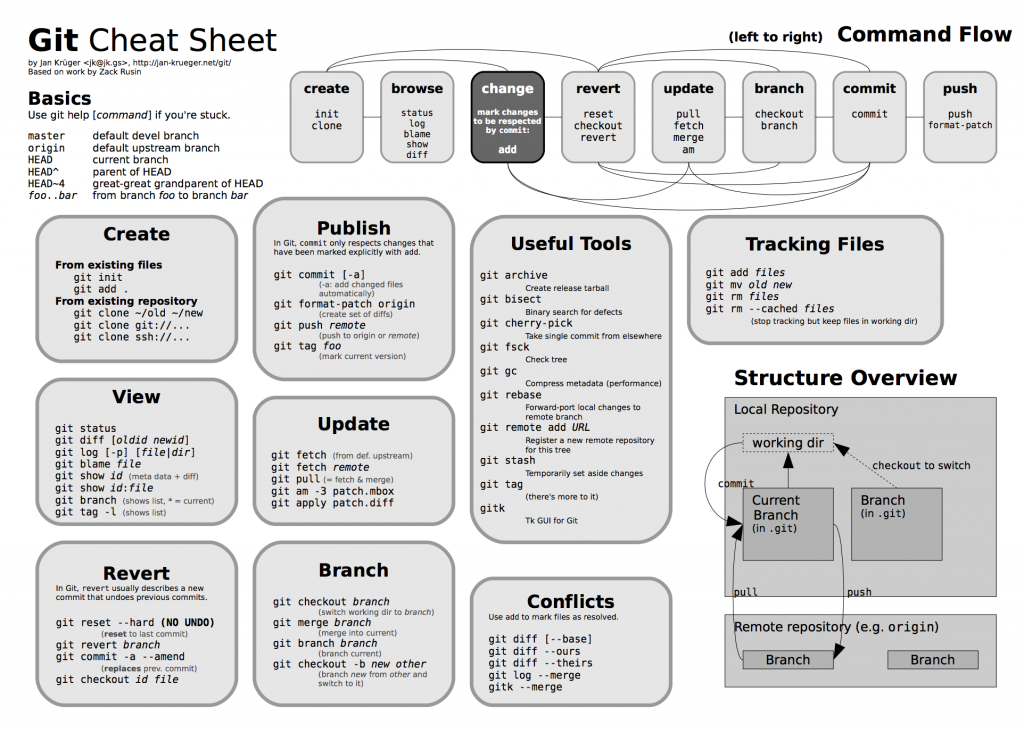 Git Cheat Sheet
by Jan Krüger <jk@jk.gs>, http://jan-krueger.net/git/
Based on work by Zack Rusin
Basics
Use git help [command] if you're stuck.
master default devel branch
origin default upstream branch
HEAD current branch
HEAD^ parent of HEAD
HEAD~4 great-great grandparent of HEAD
foo..bar from branch foo to branch bar
(left to right) Command Flow
create
init
clone
browse
status
log
blame
show
diff
change
mark changes
to be respected
by commit:
add
revert
reset
checkout
revert
update
pull
fetch
merge
am
branch
checkout
branch
commit
commit
push
push
format-patch
Create
From existing files
git init
git add .
From existing repository
git clone ~/old ~/new
git clone git://...
git clone ssh://...
View
git status
git diff [oldid newid]
git log [-p] [file|dir]
git blame file
git show id (meta data + diff)
git show id:file
git branch (shows list, * = current)
git tag -l (shows list)
Revert
In Git, revert usually describes a new
commit that undoes previous commits.
git reset --hard (NO UNDO)
(reset to last commit)
git revert branch
git commit -a --amend
(replaces prev. commit)
git checkout id file
Publish
In Git, commit only respects changes that
have been marked explicitly with add.
git commit [-a]
(-a: add changed files
automatically)
git format-patch origin
(create set of diffs)
git push remote
(push to origin or remote)
git tag foo
(mark current version)
Update
git fetch (from def. upstream)
git fetch remote
git pull (= fetch & merge)
git am -3 patch.mbox
git apply patch.diff
Branch
git checkout branch
(switch working dir to branch)
git merge branch
(merge into current)
git branch branch
(branch current)
git checkout -b new other
(branch new from other and
switch to it)
Useful Tools
git archive
Create release tarball
git bisect
Binary search for defects
git cherry-pick
Take single commit from elsewhere
git fsck
Check tree
git gc
Compress metadata (performance)
git rebase
Forward-port local changes to
remote branch
git remote add URL
Register a new remote repository
for this tree
git stash
Temporarily set aside changes
git tag
(there's more to it)
gitk
Tk GUI for Git
Conflicts
Use add to mark files as resolved.
git diff [--base]
git diff --ours
git diff --theirs
git log --merge
gitk --merge
Tracking Files
git add files
git mv old new
git rm files
git rm --cached files
(stop tracking but keep files in working dir)
Structure Overview
Local Repository
working dir
checkout to switch
commit
Current
Branch
(in .git)
Branch
(in .git)
pull
push
Remote repository (e.g. origin)
Branch
Branch